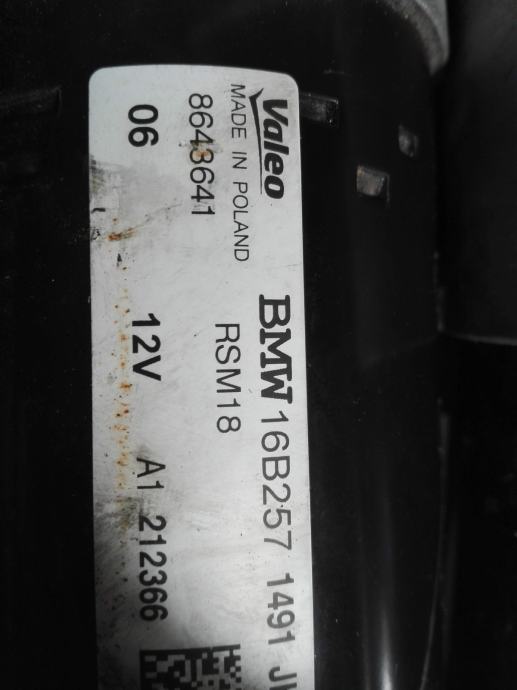 Valeo BMW 16B257 1491
MADE IN POLAND
8643641 RSM18
06 12V A1 212366